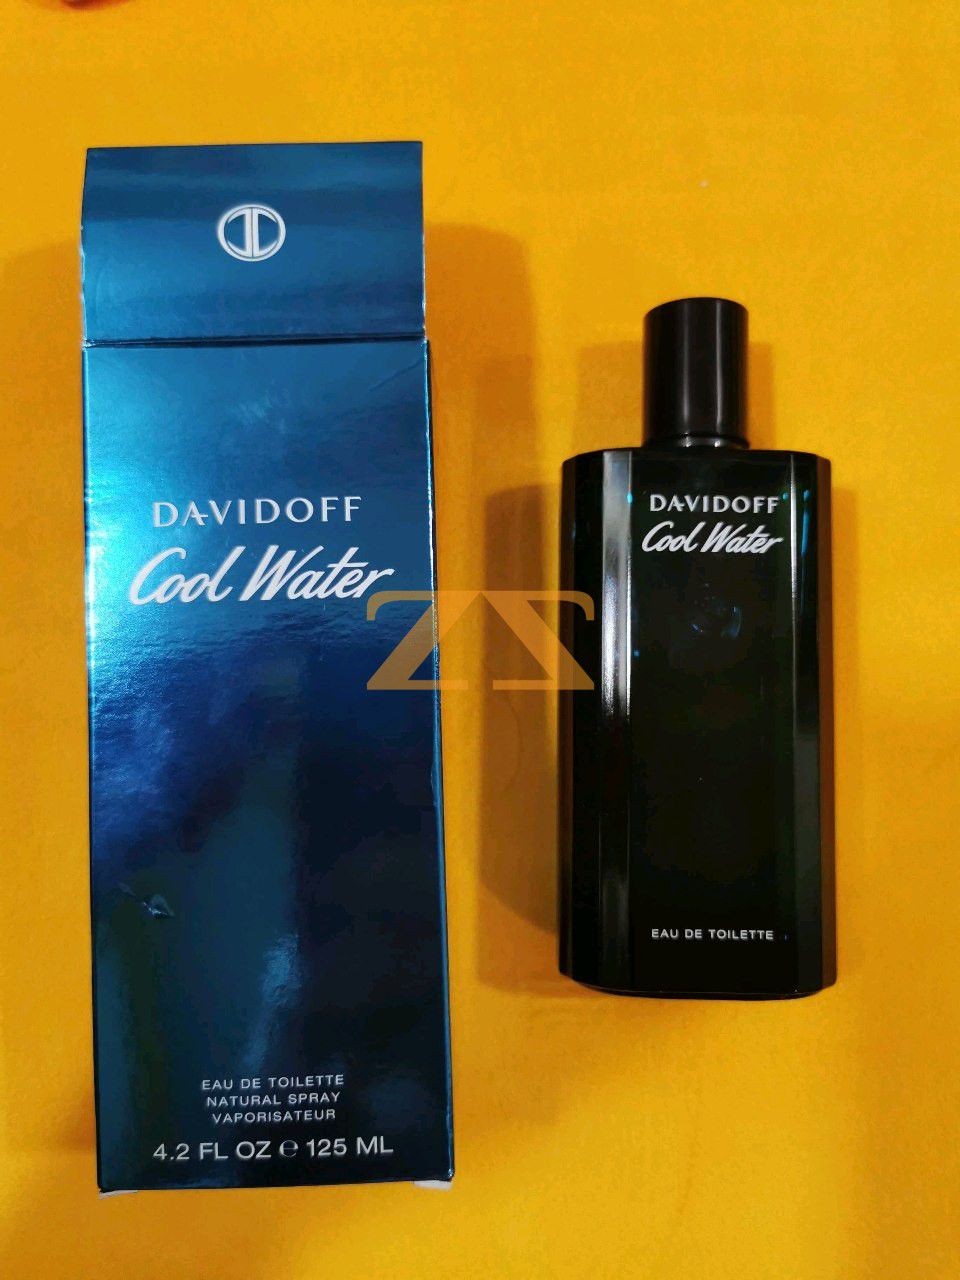 DAVIDOFF
Cool Water
EAU DE TOILETTE
NATURAL SPRAY
VAPORISATEUR
4.2 FL OZ e 125 ML
DAVIDOFF
Cool Water
EAU DE TOILETTE